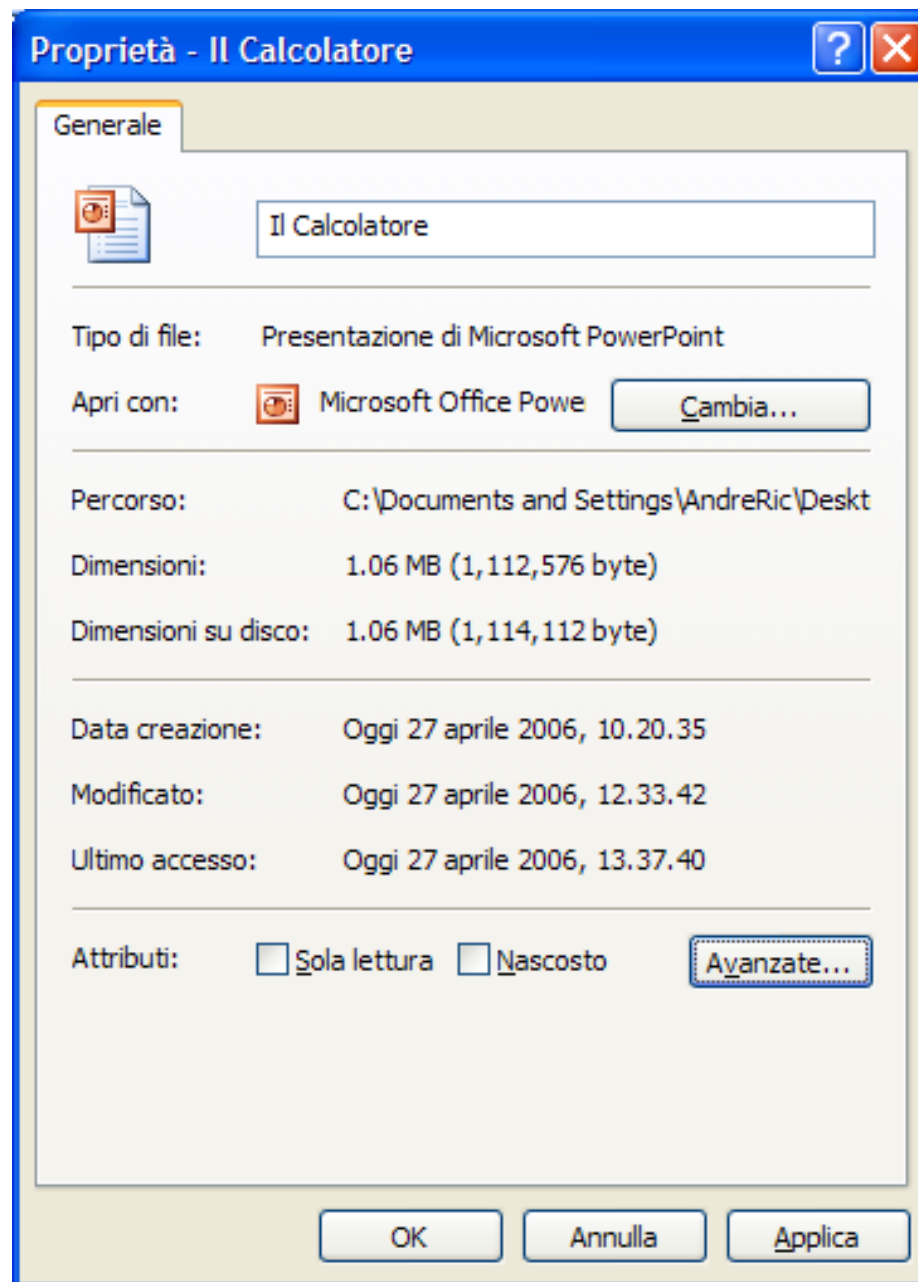 Proprietà - Il Calcolatore
Generale
Il Calcolatore
Tipo di file: Presentazione di Microsoft PowerPoint
Apri con: Microsoft Office Powe Cambia...
Percorso: C:\Documents and Settings\AndreRic\Deskt
Dimensioni: 1.06 MB (1,112,576 byte)
Dimensioni su disco: 1.06 MB (1,114,112 byte)
Data creazione: Oggi 27 aprile 2006, 10.20.35
Modificato: Oggi 27 aprile 2006, 12.33.42
Ultimo accesso: Oggi 27 aprile 2006, 13.37.40
Attributi: Sola lettura Nascosto Avanzate...
OK Annulla Applica